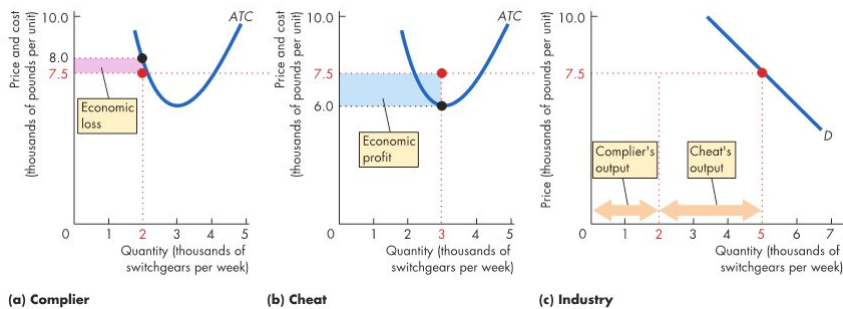 Price and cost
(thousands of pounds per unit)
10.0
8.0
7.5
ATC
Economic
loss
0
1
2
3
4
5
Quantity (thousands of
switchgears per week)
(a) Complier
Price and cost
(thousands of pounds per unit)
10.0
7.5
6.0
ATC
Economic
profit
0
1
2
3
4
5
Quantity (thousands of
switchgears per week)
(b) Cheat
Price (thousands of pounds per unit)
10.0
7.5
D
Complier's
output
Cheat's
output
0
1
2
3
4
5
6
7
Quantity (thousands of
switchgears per week)
(c) Industry